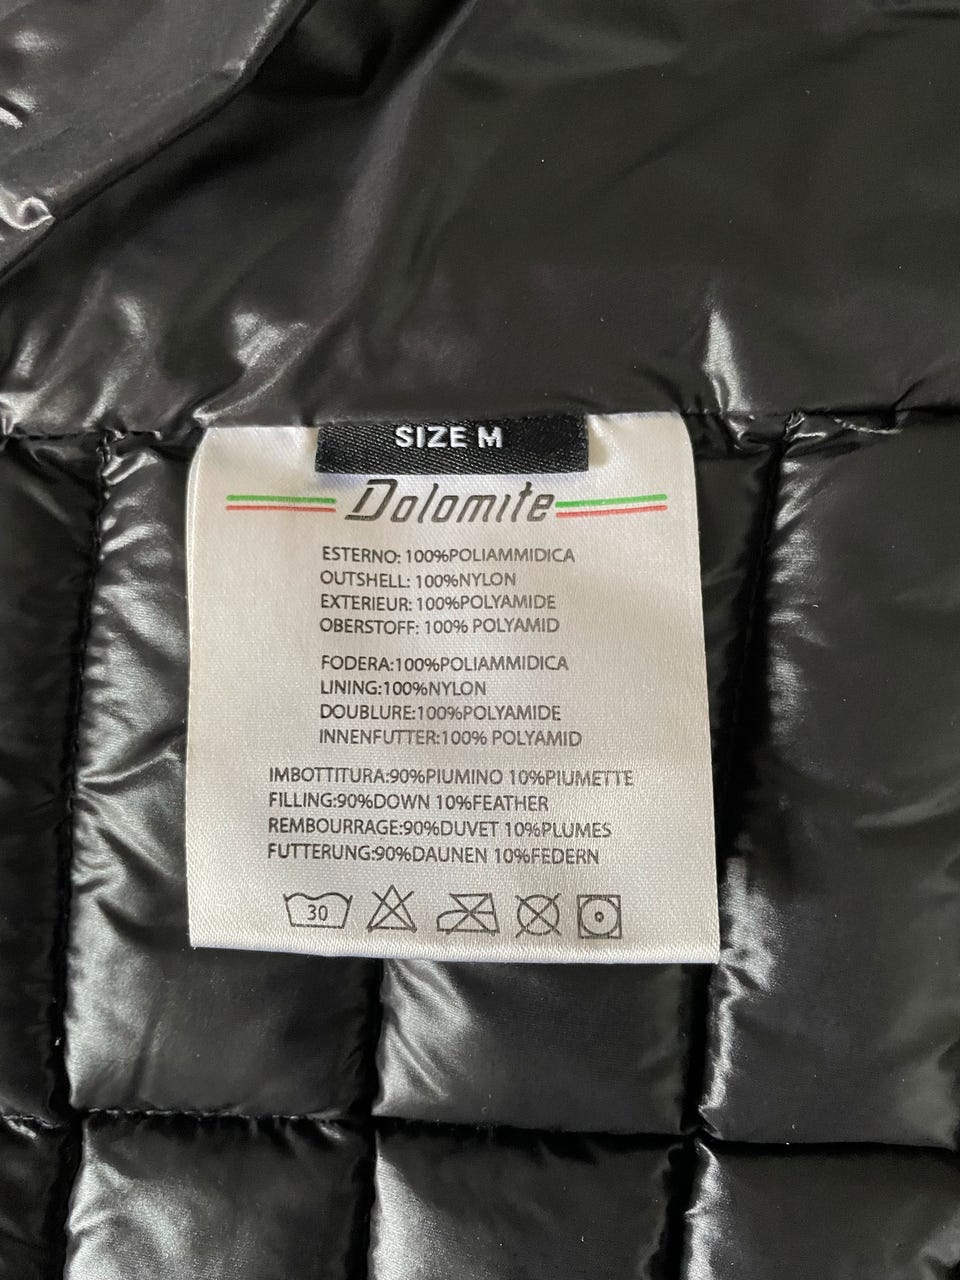 SIZE M
Dolomite
ESTERNO: 100%POLIAMMIDICA
OUTSHELL: 100%NYLON
EXTERIEUR: 100%POLYAMIDE
OBERSTOFF: 100% POLYAMID
FODERA:100%POLIAMMIDICA
LINING:100%NYLON
DOUBLURE:100%POLYAMIDE
INNENFUTTER:100% POLYAMID
IMBOTTITURA:90%PIUMINO 10%PIUMETTE
FILLING:90%DOWN 10%FEATHER
REMBOURRAGE:90%DUVET 10%PLUMES
FUTTERUNG:90%DAUNEN 10%FEDERN
30